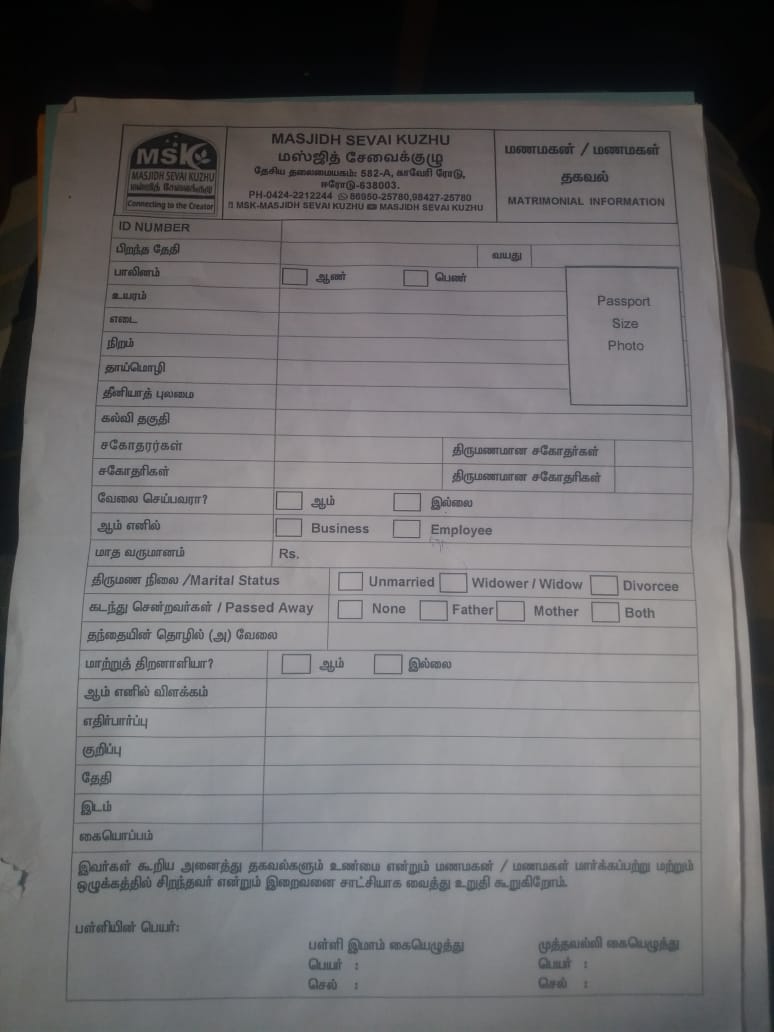 MSK
MASJIDH SEVAI KUZHU
மஸ்ஜித் சேவைக்குழு
Connecting to the Creator
MASJIDH SEVAI KUZHU
மஸ்ஜித் சேவைக்குழு
தேசிய தலைமையகம்: 582-A, காவேரி ரோடு,
ஈரோடு-638003.
PH-0424-2212244 86950-25780,98427-25780
MSK-MASJIDH SEVAI KUZHU MASJIDH SEVAI KUZHU
மணமகன் / மணமகள்
தகவல்
MATRIMONIAL INFORMATION
ID NUMBER
பிறந்த தேதி வயது
பாலினம் ஆண் பெண்
Passport
Size
Photo
உயரம்
எடை
நிறம்
தாய்மொழி
தீனியாத் புலமை
கல்வி தகுதி
சகோதரர்கள் திருமணமான சகோதர்கள்
சகோதரிகள் திருமணமான சகோதரிகள்
வேலை செய்பவரா? ஆம் இல்லை
ஆம் எனில் Business Employee
மாத வருமானம் Rs.
திருமண நிலை /Marital Status Unmarried Widower / Widow Divorcee
கடந்து சென்றவர்கள் / Passed Away None Father Mother Both
தந்தையின் தொழில் (அ) வேலை
மாற்றுத் திறனாளியா? ஆம் இல்லை
ஆம் எனில் விளக்கம்
எதிர்பார்ப்பு
குறிப்பு
தேதி
இடம்
கையொப்பம்
இவர்கள் கூறிய அனைத்து தகவல்களும் உண்மை என்றும் மணமகன் / மணமகள் மார்க்கப்பற்று மற்றும்
ஒழுக்கத்தில் சிறந்தவர் என்றும் இறைவனை சாட்சியாக வைத்து உறுதி கூறுகிறோம்.
பள்ளியின் பெயர்:
பள்ளி இமாம் கையெழுத்து முத்தவல்லி கையெழுத்து
பெயர் : பெயர் :
செல் : செல் :